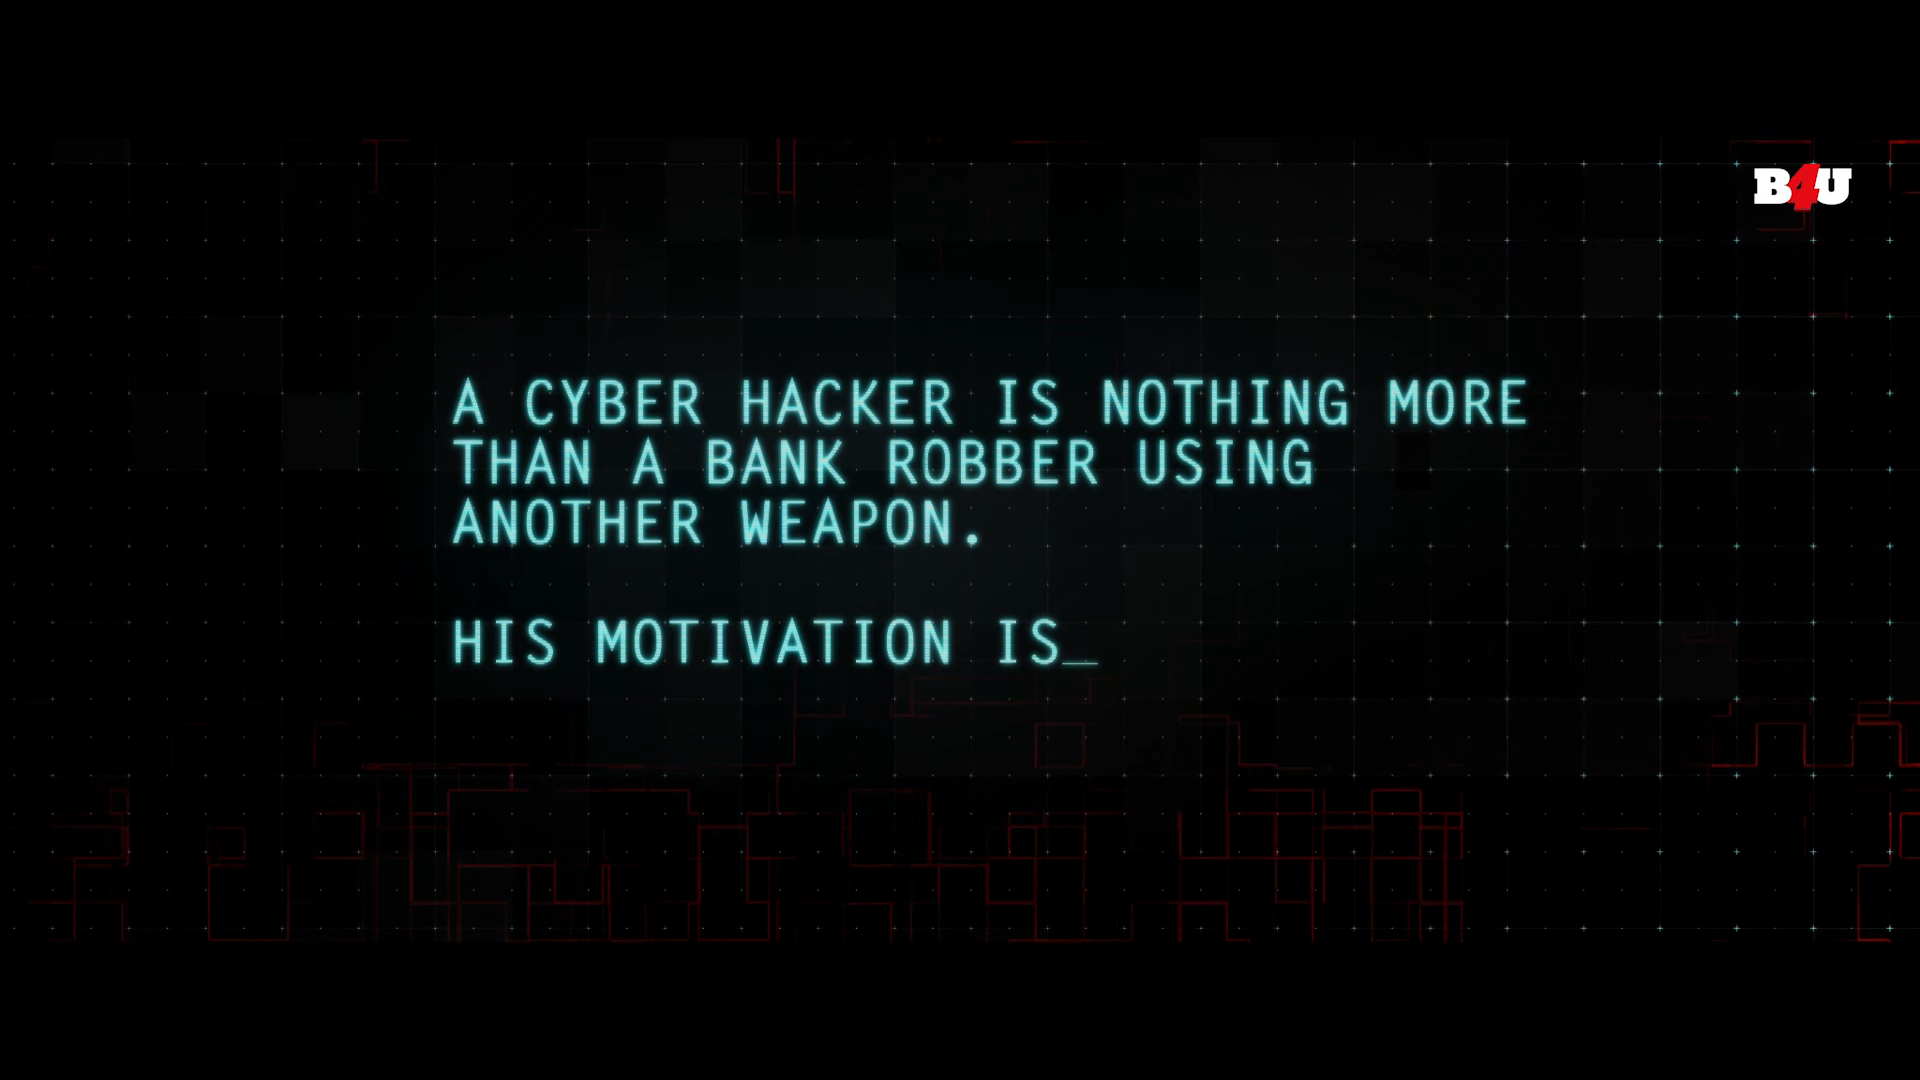 B4U
A CYBER HACKER IS NOTHING MORE
THAN A BANK ROBBER USING
ANOTHER WEAPON.
HIS MOTIVATION IS_